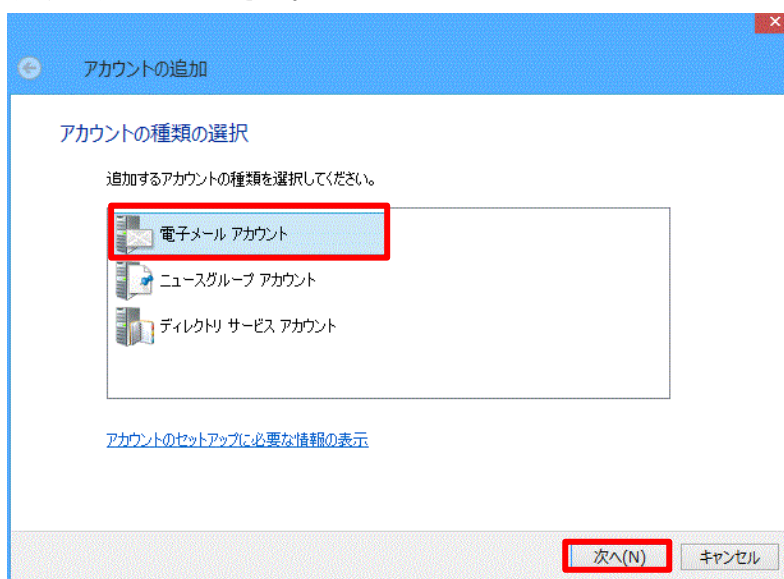 アカウントの追加
アカウントの種類の選択
追加するアカウントの種類を選択してください。
電子メール アカウント
ニュースグループ アカウント
ディレクトリ サービス アカウント
アカウントのセットアップに必要な情報の表示
次へ(N) キャンセル